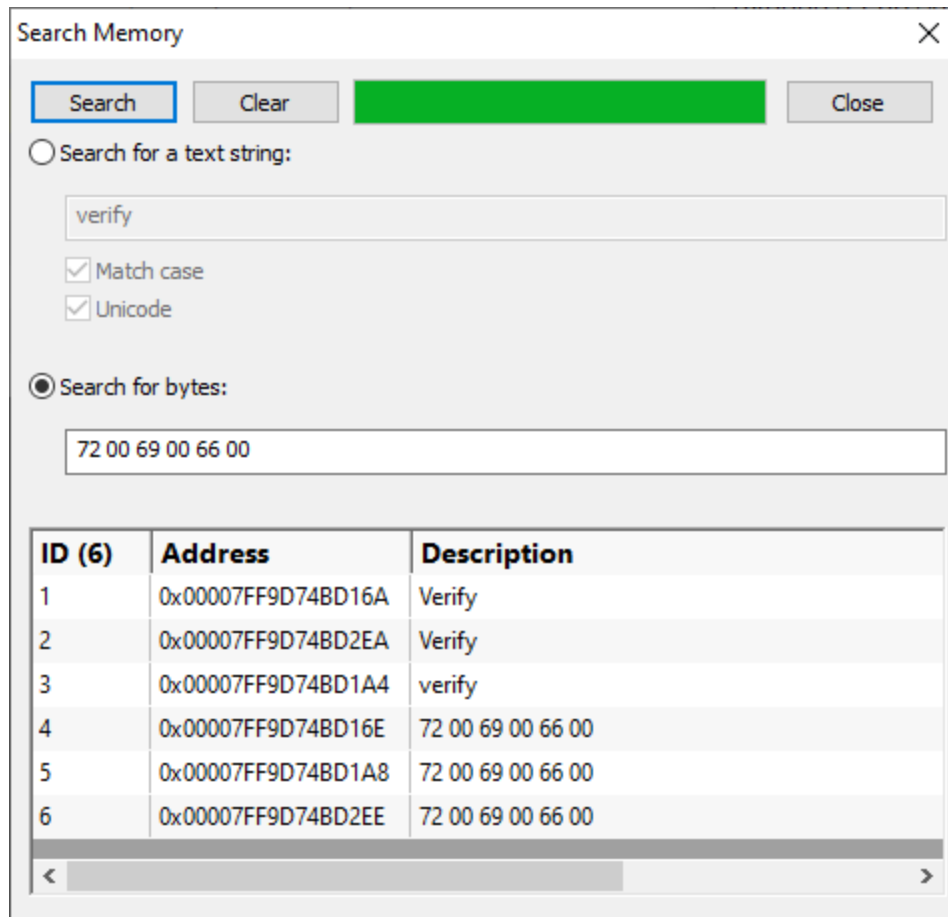 Search Memory
Search Clear Close
Search for a text string:
verify
Match case
Unicode
Search for bytes:
72 00 69 00 66 00
ID (6) Address Description
1 0x00007FF9D74BD16A Verify
2 0x00007FF9D74BD2EA Verify
3 0x00007FF9D74BD1A4 verify
4 0x00007FF9D74BD16E 72 00 69 00 66 00
5 0x00007FF9D74BD1A8 72 00 69 00 66 00
6 0x00007FF9D74BD2EE 72 00 69 00 66 00